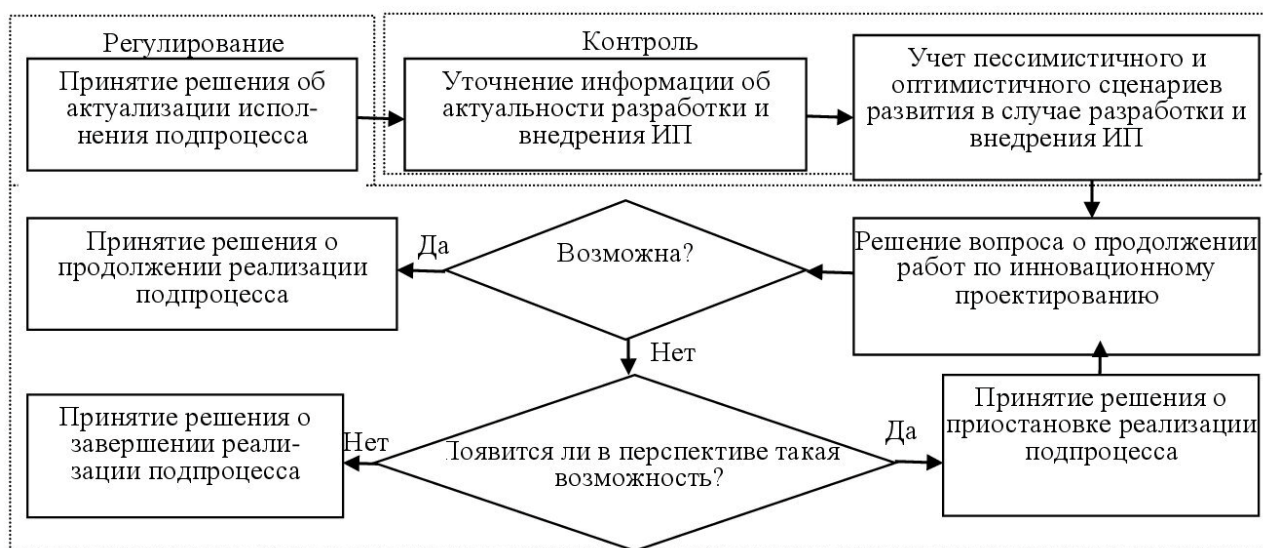 Регулирование
Принятие решения об
актуализации испол-
нения подпроцесса
Контроль
Уточнение информации об
актуальности разработки и
внедрения ИП
Учет пессимистичного и
оптимистичного сценариев
развития в случае разработки и
внедрения ИП
Решение вопроса о продолжении
работ по инновационному
проектированию
Возможна?
Да
Принятие решения о
продолжении реализации
подпроцесса
Нет
Появится ли в перспективе такая
возможность?
Нет
Принятие решения о
завершении реали-
зации подпроцесса
Да
Принятие решения о
приостановке реализации
подпроцесса